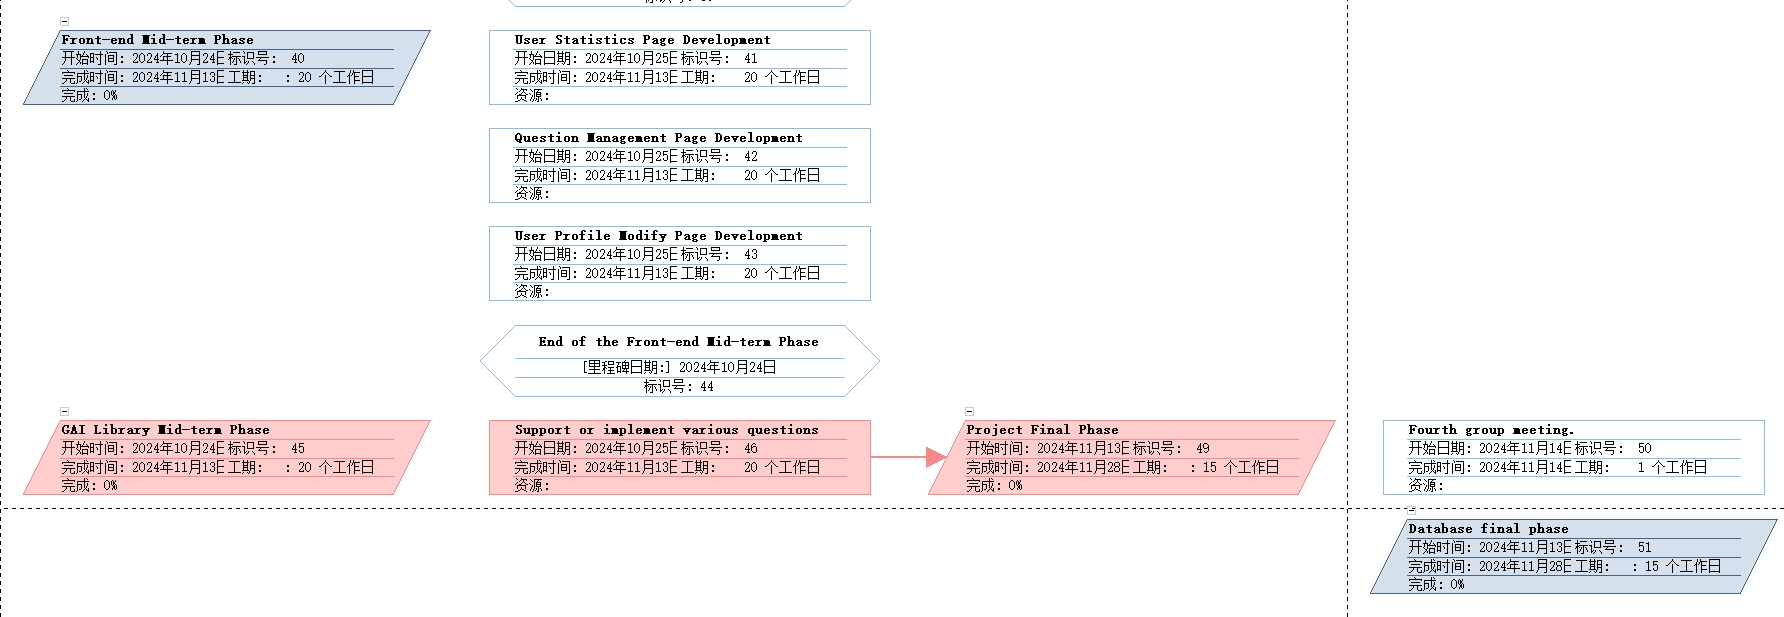 Front-end Mid-term Phase
开始时间: 2024年10月24日 标识号: 40
完成时间: 2024年11月13日 工期: : 20 个工作日
完成: 0%
User Statistics Page Development
开始日期: 2024年10月25日 标识号: 41
完成时间: 2024年11月13日 工期: 20 个工作日
资源:
Question Management Page Development
开始日期: 2024年10月25日 标识号: 42
完成时间: 2024年11月13日 工期: 20 个工作日
资源:
User Profile Modify Page Development
开始日期: 2024年10月25日 标识号: 43
完成时间: 2024年11月13日 工期: 20 个工作日
资源:
End of the Front-end Mid-term Phase
[里程碑日期:] 2024年10月24日
标识号: 44
GAI Library Mid-term Phase
开始时间: 2024年10月24日 标识号: 45
完成时间: 2024年11月13日 工期: : 20 个工作日
完成: 0%
Support or implement various questions
开始日期: 2024年10月25日 标识号: 46
完成时间: 2024年11月13日 工期: 20 个工作日
资源:
Project Final Phase
开始时间: 2024年11月13日 标识号: 49
完成时间: 2024年11月28日 工期: : 15 个工作日
完成: 0%
Fourth group meeting.
开始日期: 2024年11月14日 标识号: 50
完成时间: 2024年11月14日 工期: 1 个工作日
资源:
Database final phase
开始时间: 2024年11月13日 标识号: 51
完成时间: 2024年11月28日 工期: : 15 个工作日
完成: 0%